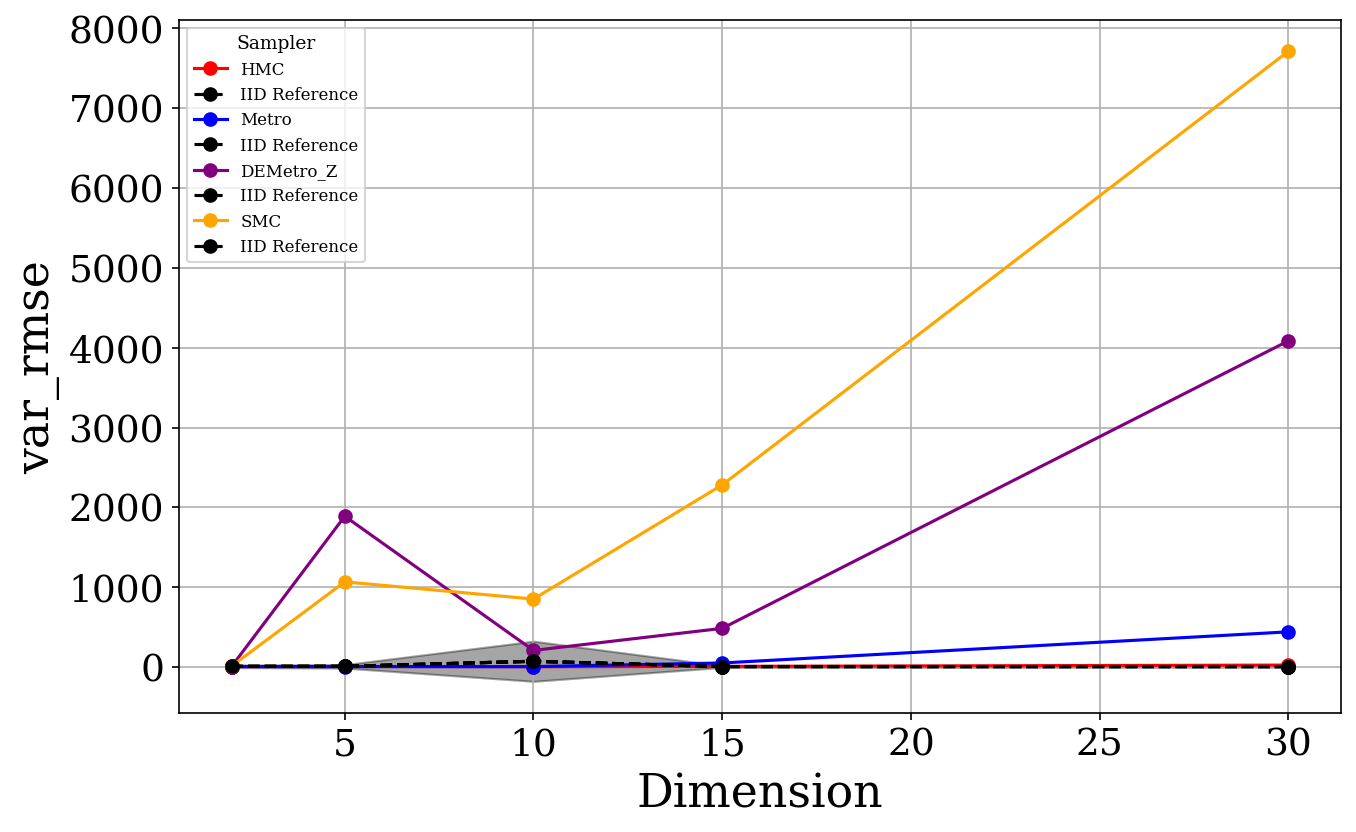 8000
7000
6000
5000
4000
3000
2000
1000
0
var_rmse
Sampler
HMC
IID Reference
Metro
IID Reference
DEMetro_Z
IID Reference
SMC
IID Reference
5 10 15 20 25 30
Dimension